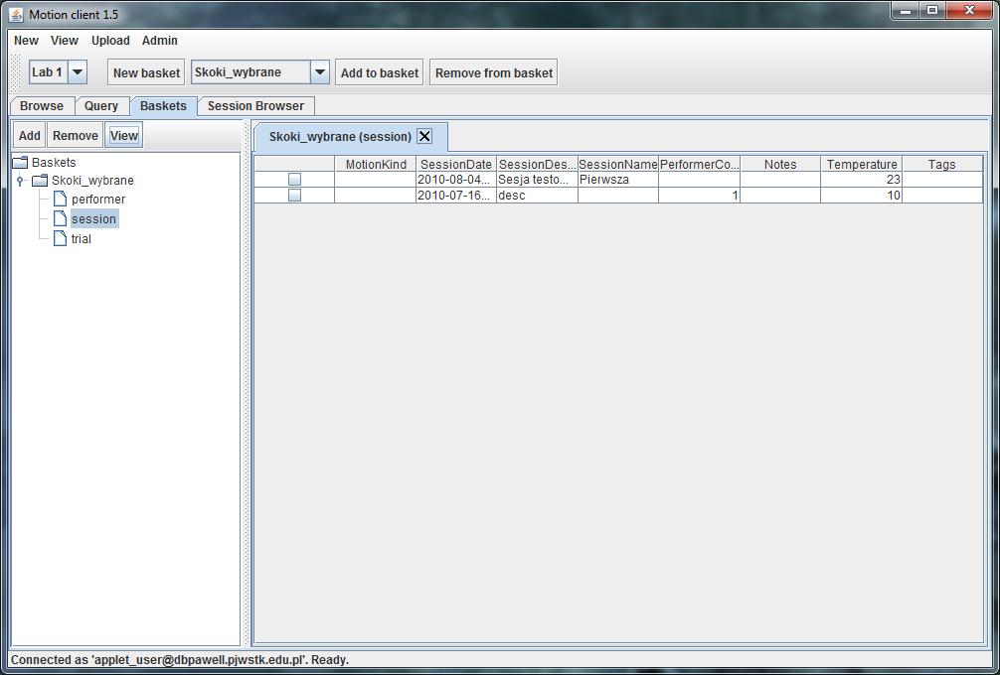 Motion client 1.5
New View Upload Admin
Lab 1 New basket Skoki_wybrane Add to basket Remove from basket
Browse Query Baskets Session Browser
Add Remove View
Baskets
Skoki_wybrane
performer
session
trial
Skoki_wybrane (session)
MotionKind SessionDate SessionDes... SessionName PerformerCo... Notes Temperature Tags
2010-08-04... Sesja testo... Pierwsza 23
2010-07-16... desc 1 10
Connected as 'applet_user@dbpawell.pjwstk.edu.pl'. Ready.